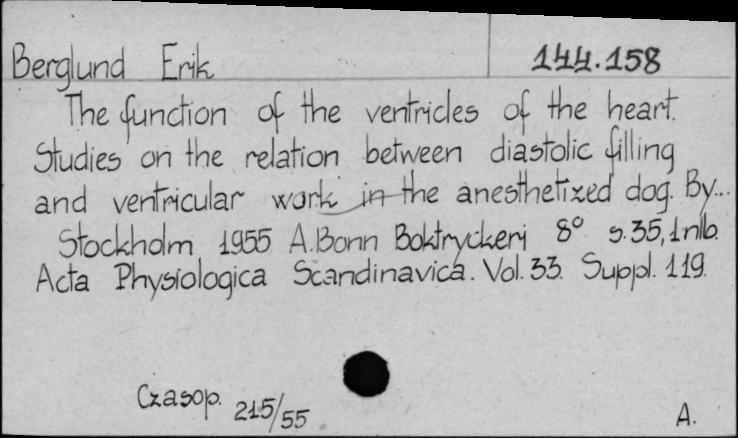 Berglund Erik 144.158
The function of the ventricles of the heart.
Studies on the relation between diastolic filling
and ventricular work in the anesthetized dog. By...
Stockholm 1955 A. Bonn Boktryckeri 8° s. 35, 1 nlb.
Acta Physiologica Scandinavica. Vol. 33. Suppl. 119.
Czasop. 215/55 A.